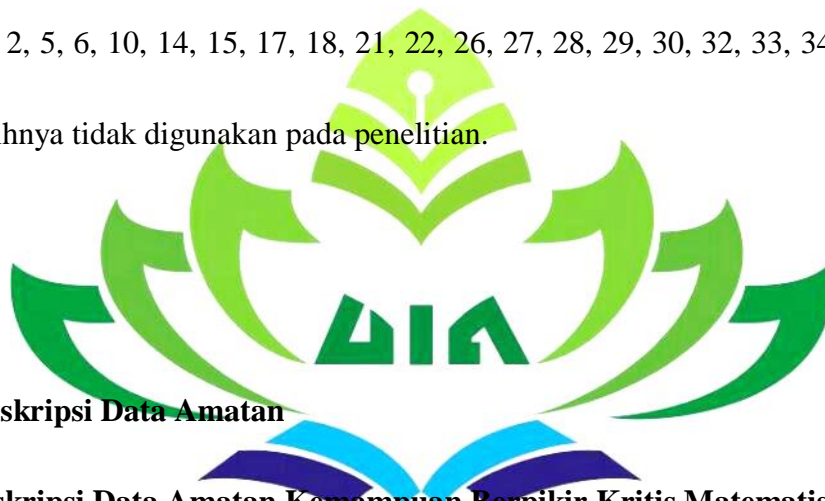 2, 5, 6, 10, 14, 15, 17, 18, 21, 22, 26, 27, 28, 29, 30, 32, 33, 34
hnya tidak digunakan pada penelitian.
UIN
skripsi Data Amatan
skripsi Data Amatan Kemampuan Berpikir Kritis Matematis